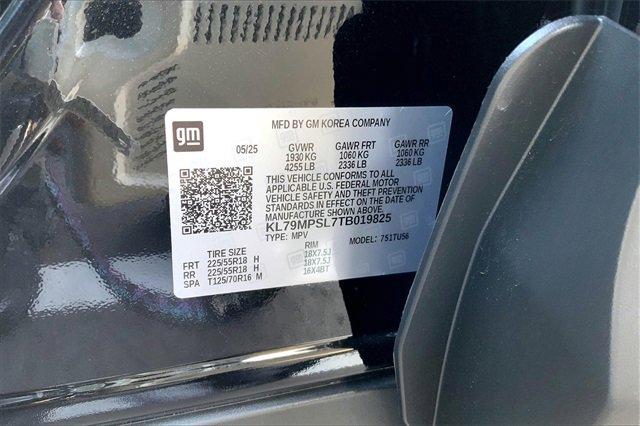 gm
MFD BY GM KOREA COMPANY
05/25 GVWR GAWR FRT GAWR RR
1930 KG 1060 KG 1060 KG
4255 LB 2336 LB 2336 LB
THIS VEHICLE CONFORMS TO ALL
APPLICABLE U.S. FEDERAL MOTOR
VEHICLE SAFETY AND THEFT PREVENTION
STANDARDS IN EFFECT ON THE DATE OF
MANUFACTURE SHOWN ABOVE.
KL79MPSL7TB019825
TYPE: MPV MODEL: 751TU56
TIRE SIZE RIM
FRT 225/55R18 H 18X7.5J
RR 225/55R18 H 18X7.5J
SPA T125/70R16 M 16X4BT